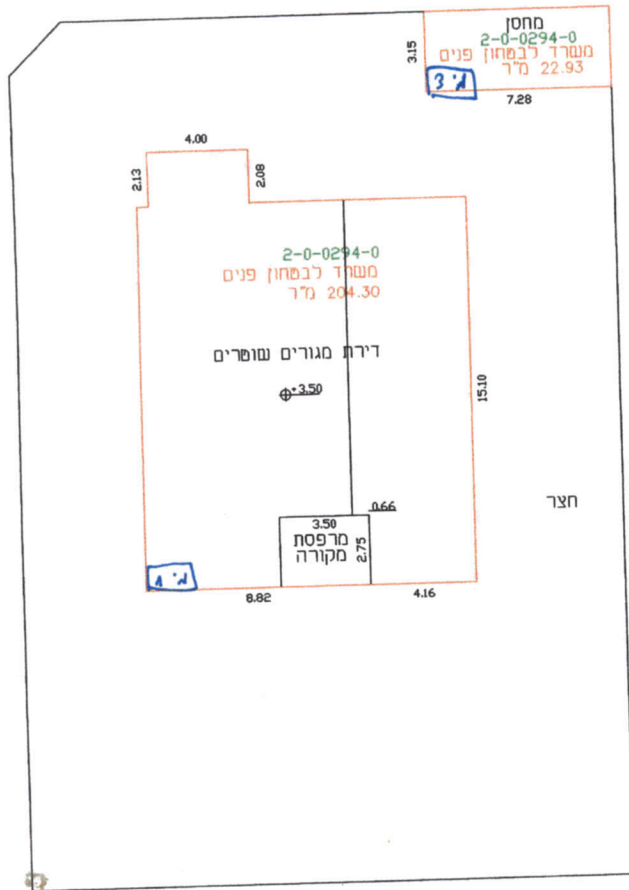 מחסן
2-0-0294-0
משרד לבטחון פנים
22.93 מ"ר
3.15
מ.3
7.28
4.00
2.13
2.08
2-0-0294-0
משרד לבטחון פנים
204.30 מ"ר
דירת מגורים שוטרים
+3.50
15.10
חצר
0.66
3.50
מרפסת
מקורה
2.75
מ.1
8.82
4.16